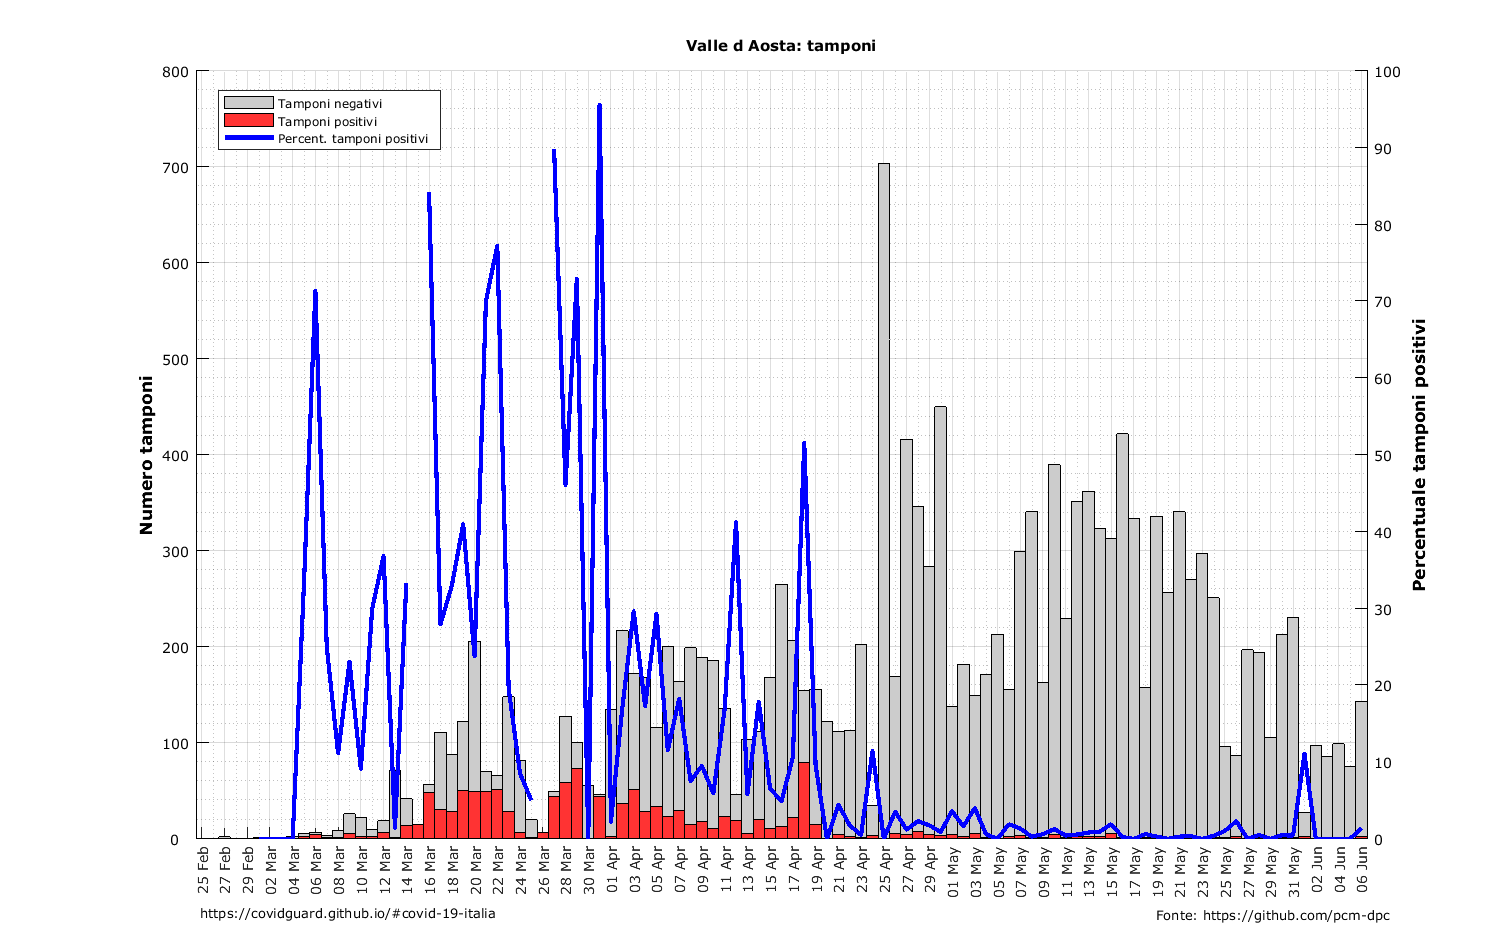 Valle d Aosta: tamponi
Tamponi negativi
Tamponi positivi
Percent. tamponi positivi
Numero tamponi
800
700
600
500
400
300
200
100
0
Percentuale tamponi positivi
100
90
80
70
60
50
40
30
20
10
0
25 Feb
27 Feb
29 Feb
02 Mar
04 Mar
06 Mar
08 Mar
10 Mar
12 Mar
14 Mar
16 Mar
18 Mar
20 Mar
22 Mar
24 Mar
26 Mar
28 Mar
30 Mar
01 Apr
03 Apr
05 Apr
07 Apr
09 Apr
11 Apr
13 Apr
15 Apr
17 Apr
19 Apr
21 Apr
23 Apr
25 Apr
27 Apr
29 Apr
01 May
03 May
05 May
07 May
09 May
11 May
13 May
15 May
17 May
19 May
21 May
23 May
25 May
27 May
29 May
31 May
02 Jun
04 Jun
06 Jun
https://covidguard.github.io/#covid-19-italia
Fonte: https://github.com/pcm-dpc